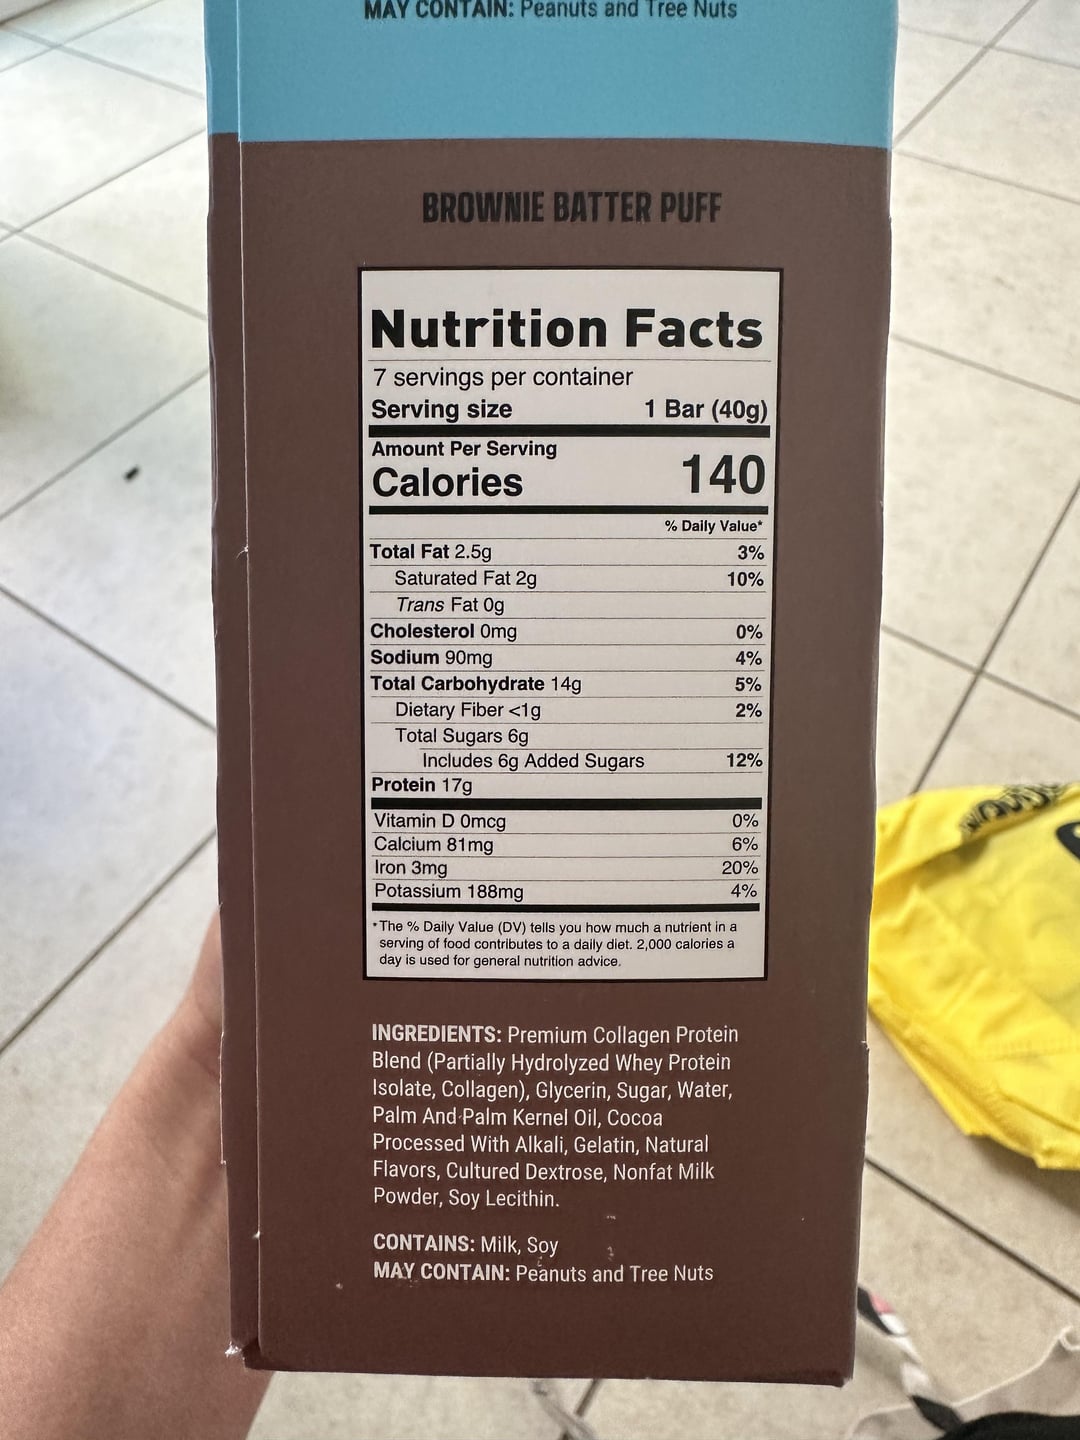 MAY CONTAIN: Peanuts and Tree Nuts
BROWNIE BATTER PUFF
Nutrition Facts
7 servings per container
Serving size 1 Bar (40g)
Amount Per Serving
Calories 140
% Daily Value*
Total Fat 2.5g 3%
Saturated Fat 2g 10%
Trans Fat 0g
Cholesterol 0mg 0%
Sodium 90mg 4%
Total Carbohydrate 14g 5%
Dietary Fiber <1g 2%
Total Sugars 6g
Includes 6g Added Sugars 12%
Protein 17g
Vitamin D 0mcg 0%
Calcium 81mg 6%
Iron 3mg 20%
Potassium 188mg 4%
*The % Daily Value (DV) tells you how much a nutrient in a
serving of food contributes to a daily diet. 2,000 calories a
day is used for general nutrition advice.
INGREDIENTS: Premium Collagen Protein
Blend (Partially Hydrolyzed Whey Protein
Isolate, Collagen), Glycerin, Sugar, Water,
Palm And Palm Kernel Oil, Cocoa
Processed With Alkali, Gelatin, Natural
Flavors, Cultured Dextrose, Nonfat Milk
Powder, Soy Lecithin.
CONTAINS: Milk, Soy
MAY CONTAIN: Peanuts and Tree Nuts